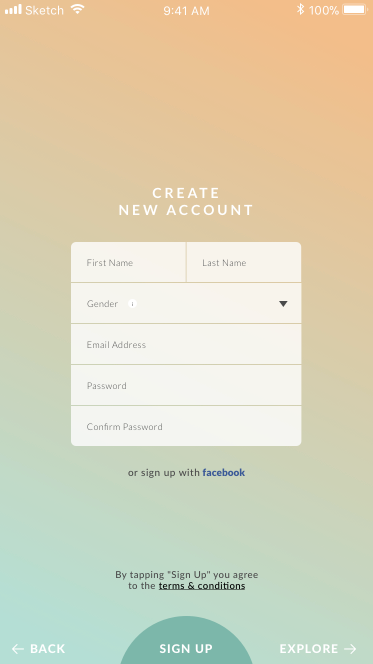 Sketch 9:41 AM 100%
CREATE
NEW ACCOUNT
First Name Last Name
Gender i
Email Address
Password
Confirm Password
or sign up with facebook
By tapping "Sign Up" you agree
to the terms & conditions
← BACK SIGN UP EXPLORE →